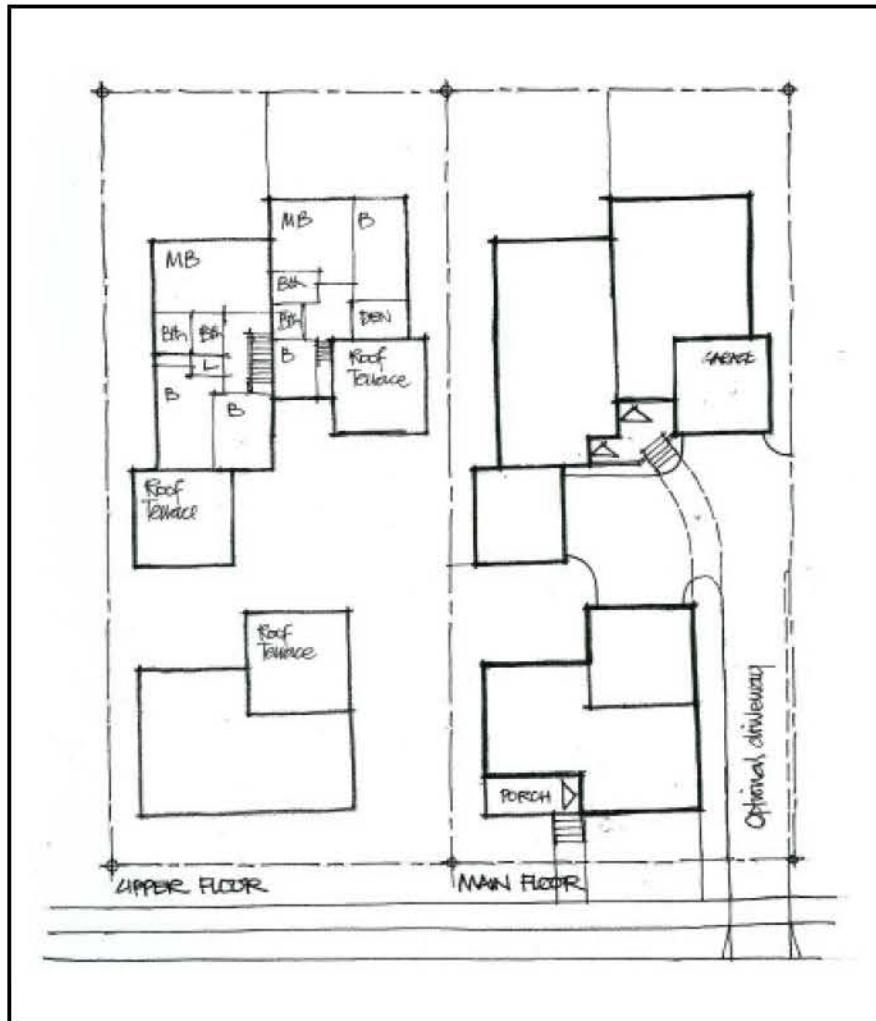 MB
B
MB
Bth
Bth
DEN
Bth
Bth
B
Roof
Terrace
L
B
B
Roof
Terrace
Roof
Terrace
GARAGE
PORCH
Optional driveway
UPPER FLOOR
MAIN FLOOR